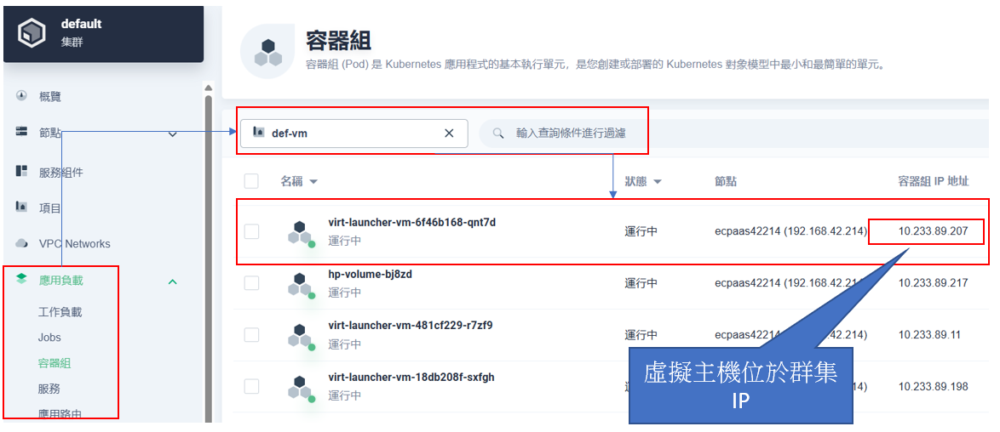 default
集群
概覽
節點
服務組件
項目
VPC Networks
應用負載
工作負載
Jobs
容器組
服務
應用路由
容器組
容器組 (Pod) 是 Kubernetes 應用程式的基本執行單元，是您創建或部署的 Kubernetes 對象模型中最小和最簡單的單元。
def-vm
輸入查詢條件進行過濾
名稱 狀態 節點 容器組 IP 地址
virt-launcher-vm-6f46b168-qnt7d
運行中 運行中 ecpaas42214 (192.168.42.214) 10.233.89.207
hp-volume-bj8zd
運行中 運行中 ecpaas42214 (192.168.42.214) 10.233.89.217
virt-launcher-vm-481cf229-r7zf9
運行中 運行中 ecpaas42214 42.214) 10.233.89.11
virt-launcher-vm-18db208f-sxfgh
運行中 14) 10.233.89.198
虛擬主機位於群集
IP